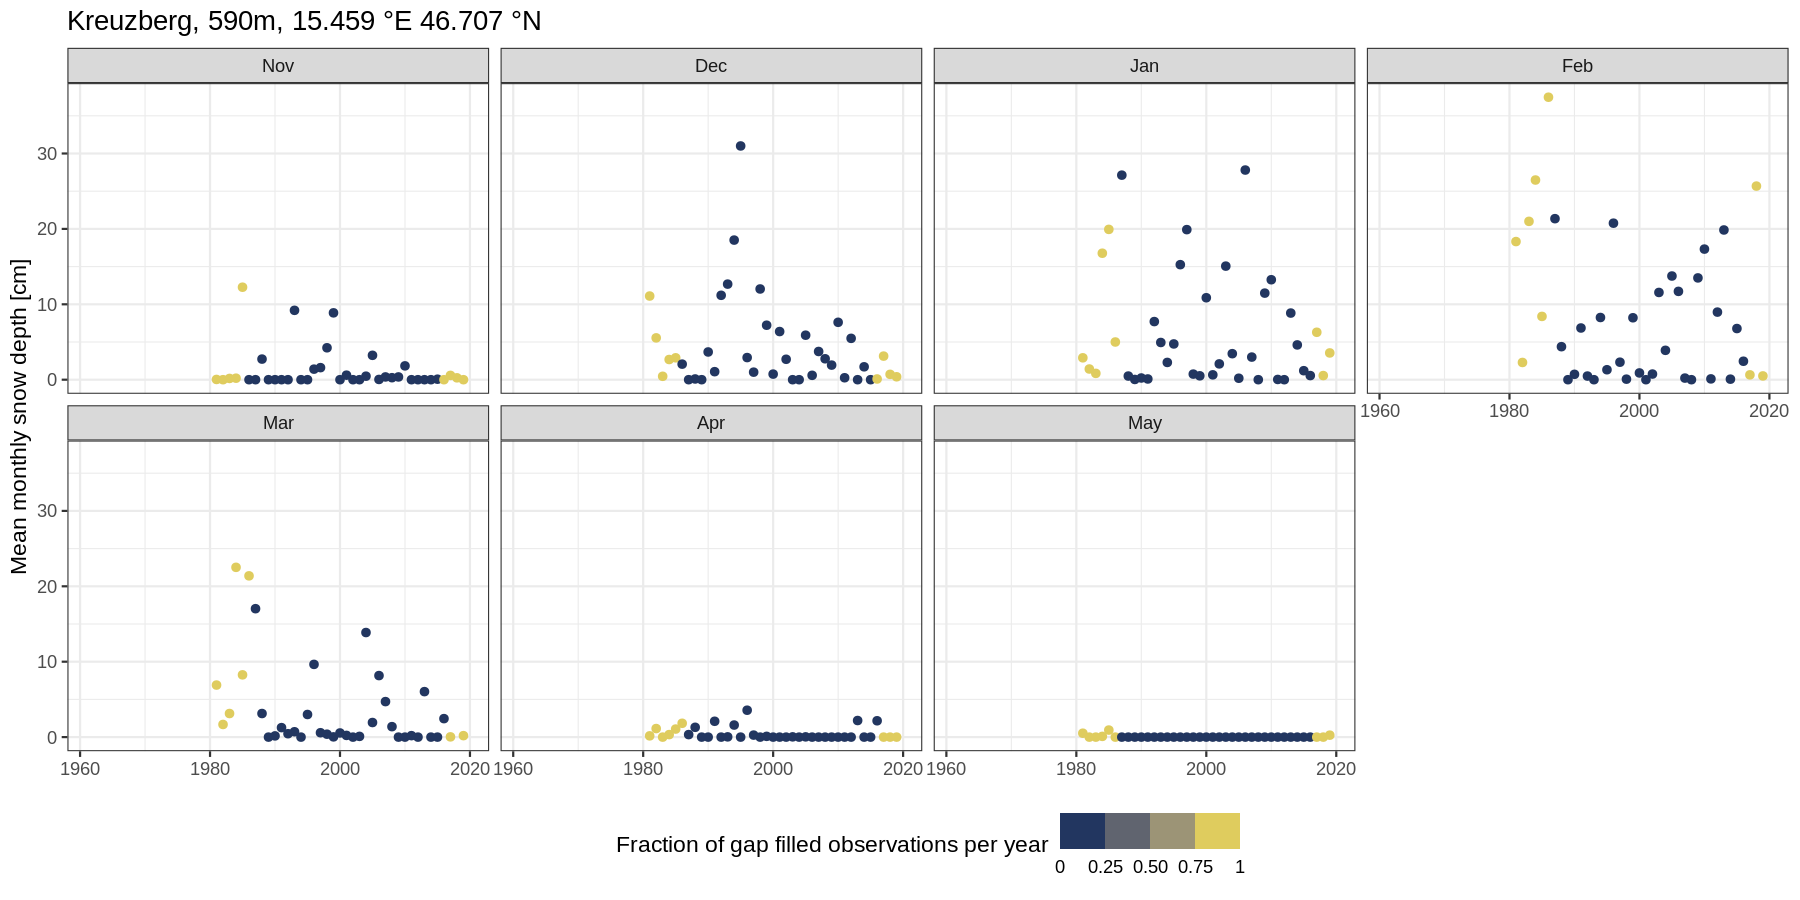 Kreuzberg, 590m, 15.459 °E 46.707 °N
Nov Dec Jan Feb
Mean monthly snow depth [cm]
30
20
10
0
1960 1980 2000 2020
Mar Apr May
30
20
10
0
1960 1980 2000 2020 1960 1980 2000 2020 1960 1980 2000 2020
Fraction of gap filled observations per year
0 0.25 0.50 0.75 1